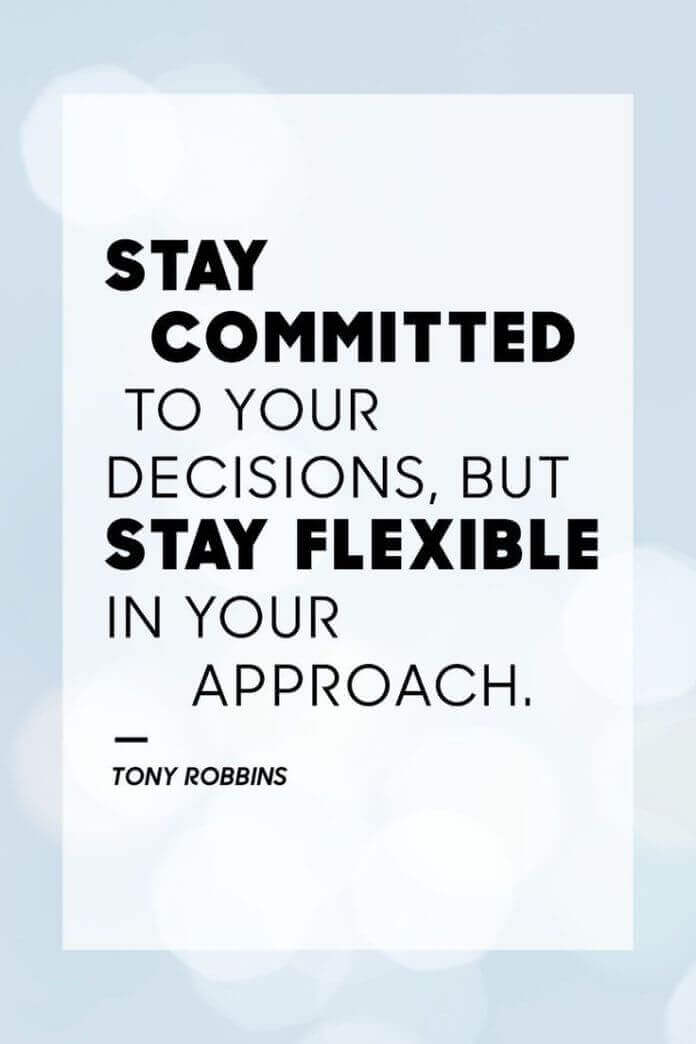 STAY
COMMITTED
TO YOUR
DECISIONS, BUT
STAY FLEXIBLE
IN YOUR
APPROACH.
—
TONY ROBBINS